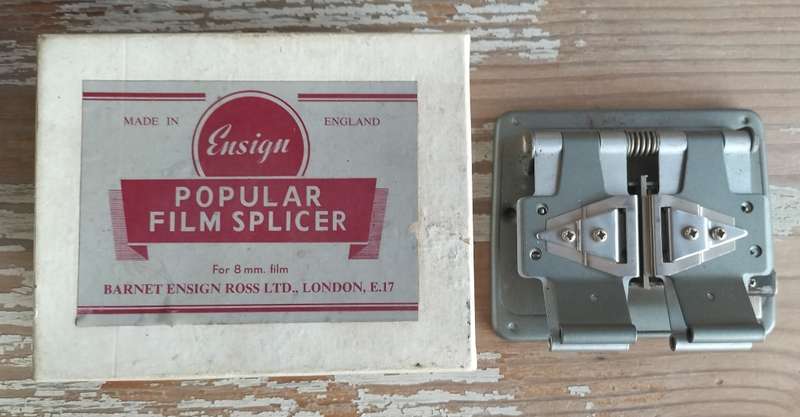 MADE IN ENGLAND
Ensign
POPULAR
FILM SPLICER
For 8 mm. film
BARNET ENSIGN ROSS LTD., LONDON, E.17